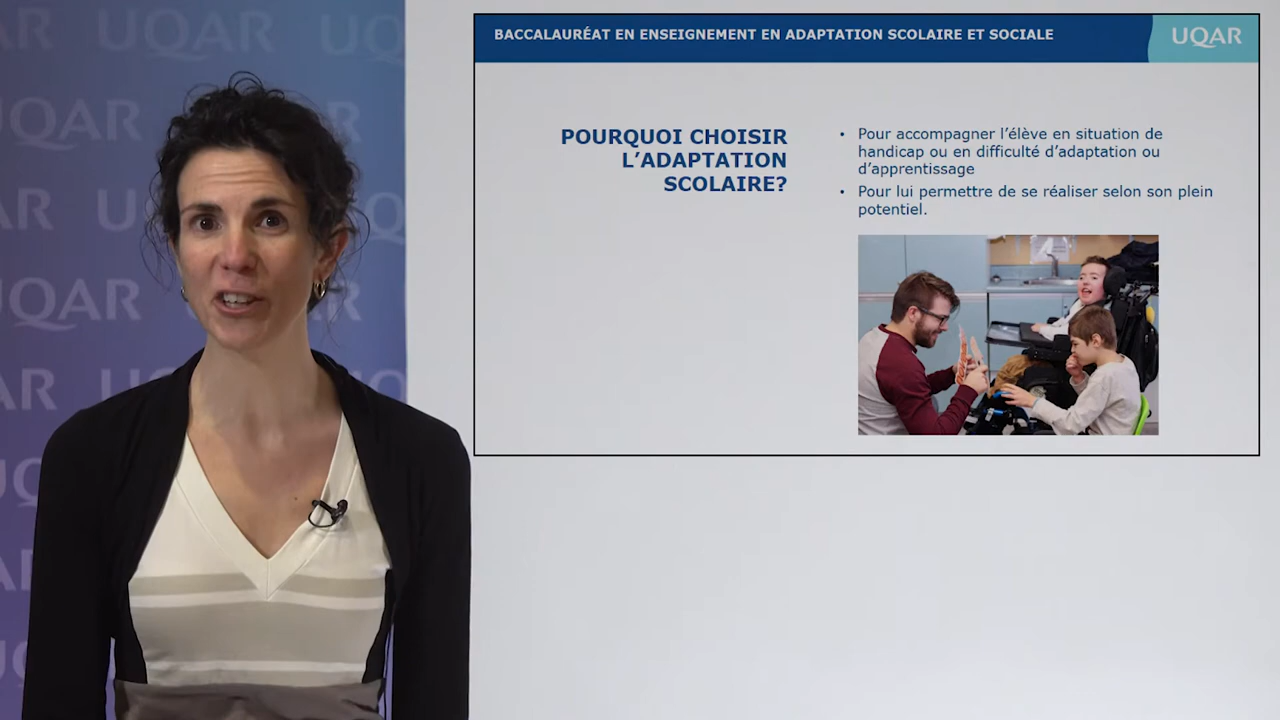 UQAR UQAR
UQAR
UQAR
UQAR
BACCALAURÉAT EN ENSEIGNEMENT EN ADAPTATION SCOLAIRE ET SOCIALE
UQAR
POURQUOI CHOISIR
L’ADAPTATION
SCOLAIRE?
• Pour accompagner l’élève en situation de
handicap ou en difficulté d’adaptation ou
d’apprentissage
• Pour lui permettre de se réaliser selon son plein
potentiel.